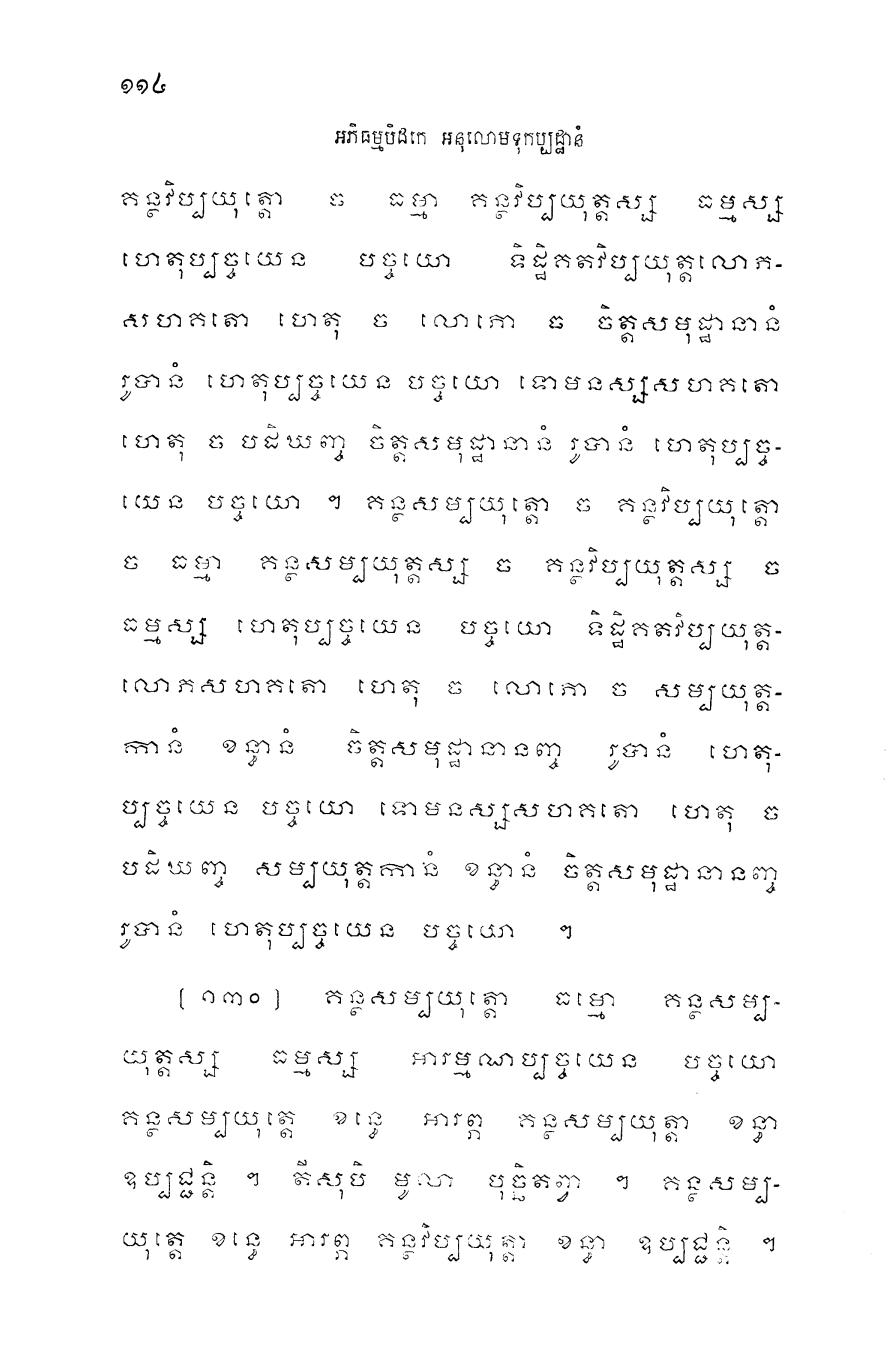 ១១៤
អភិធម្មបិដកេ អនុលោមទុកប្បដ្ឋានំ
គន្ថវិប្បយុត្តោ ច ធម្មា គន្ថវិប្បយុត្តស្ស ធម្មស្ស
ហេតុប្បច្ចយេន បច្ចយោ ទិដ្ឋិគតវិប្បយុត្តលោភ-
សហគតោ ហេតុ ច លោភោ ច ចិត្តសមុដ្ឋានានំ
រូបានំ ហេតុប្បច្ចយេន បច្ចយោ ទោមនស្សសហគតោ
ហេតុ ច បដិឃញ្ច ចិត្តសមុដ្ឋានានំ រូបានំ ហេតុប្បច្ច-
យេន បច្ចយោ ។ គន្ថសម្បយុត្តោ ច គន្ថវិប្បយុត្តោ
ច ធម្មា គន្ថសម្បយុត្តស្ស ច គន្ថវិប្បយុត្តស្ស ច
ធម្មស្ស ហេតុប្បច្ចយេន បច្ចយោ ទិដ្ឋិគតវិប្បយុត្ត-
លោភសហគតោ ហេតុ ច លោភោ ច សម្បយុត្ត-
កានំ ខន្ធានំ ចិត្តសមុដ្ឋានានញ្ច រូបានំ ហេតុ-
ប្បច្ចយេន បច្ចយោ ទោមនស្សសហគតោ ហេតុ ច
បដិឃញ្ច សម្បយុត្តកានំ ខន្ធានំ ចិត្តសមុដ្ឋានានញ្ច
រូបានំ ហេតុប្បច្ចយេន បច្ចយោ ។
[១៣០] គន្ថសម្បយុត្តោ ធម្មោ គន្ថសម្ប-
យុត្តស្ស ធម្មស្ស អារម្មណប្បច្ចយេន បច្ចយោ
គន្ថសម្បយុត្តេ ខន្ធេ អារព្ភ គន្ថសម្បយុត្តា ខន្ធា
ឧប្បជ្ជន្តិ ។ តីសុបិ មូលា បុច្ឆិតព្វា ។ គន្ថសម្ប-
យុត្តេ ខន្ធេ អារព្ភ គន្ថវិប្បយុត្តា ខន្ធា ឧប្បជ្ជន្តិ ។